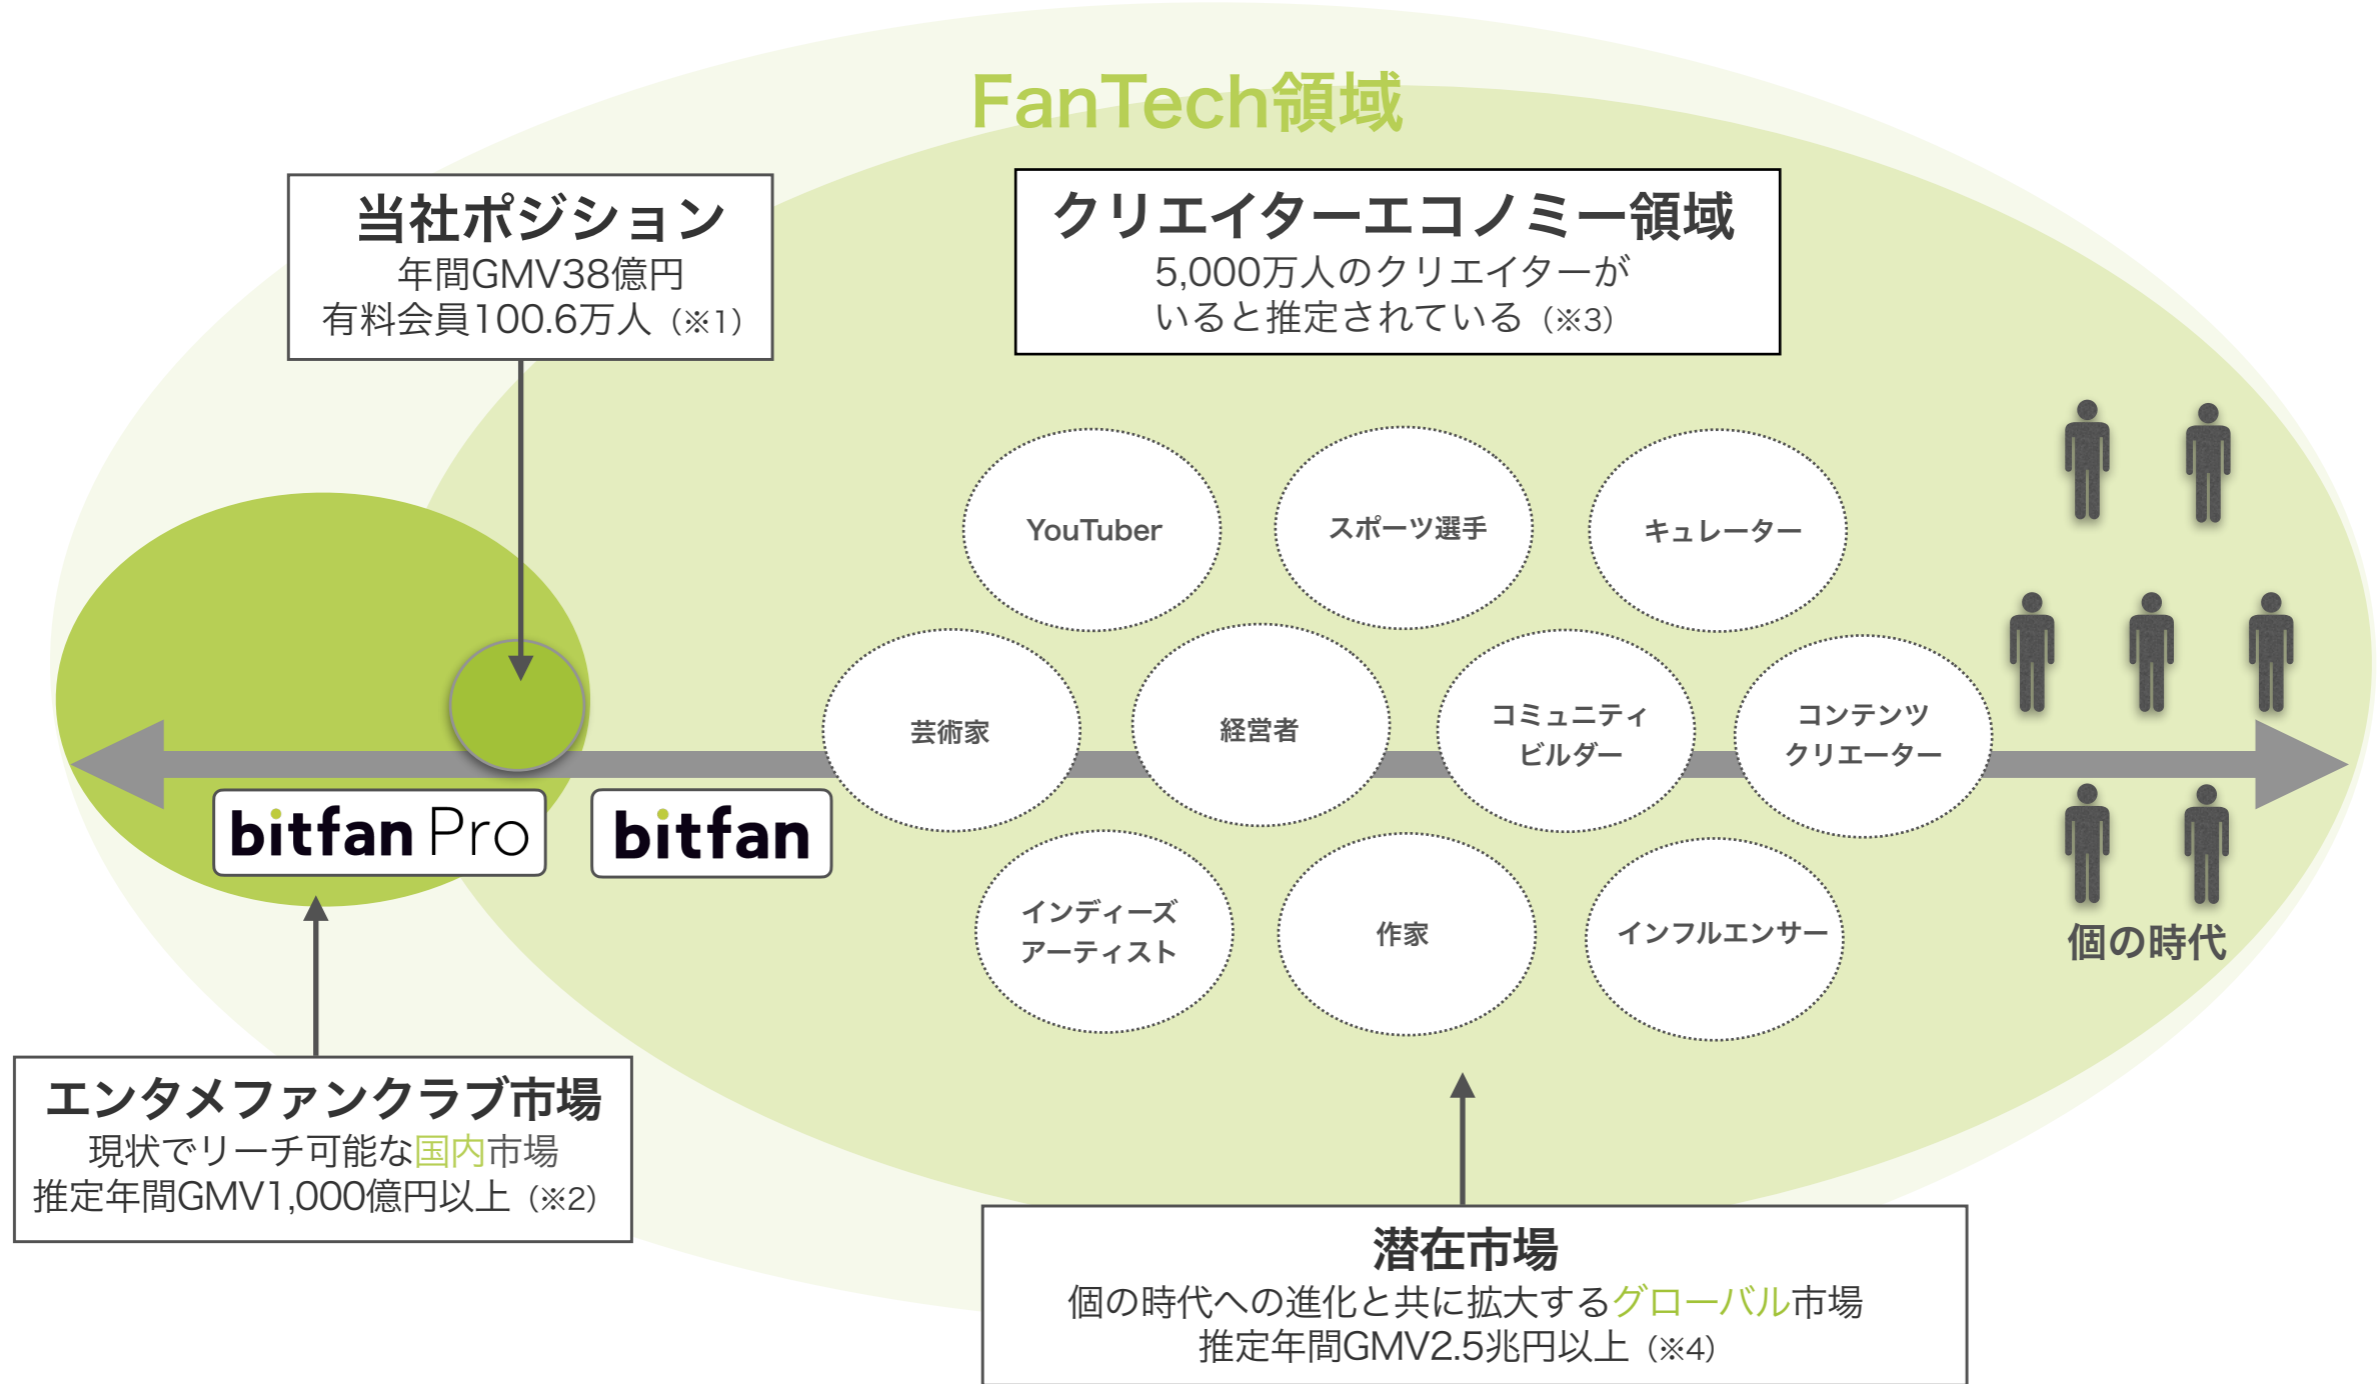 FanTech領域
当社ポジション
年間GMV38億円
有料会員100.6万人（※1）
クリエイターエコノミー領域
5,000万人のクリエイターが
いると推定されている（※3）
YouTuber
スポーツ選手
キュレーター
芸術家
経営者
コミュニティ
ビルダー
コンテンツ
クリエーター
bitfan Pro
bitfan
インディーズ
アーティスト
作家
インフルエンサー
個の時代
エンタメファンクラブ市場
現状でリーチ可能な国内市場
推定年間GMV1,000億円以上（※2）
潜在市場
個の時代への進化と共に拡大するグローバル市場
推定年間GMV2.5兆円以上（※4）